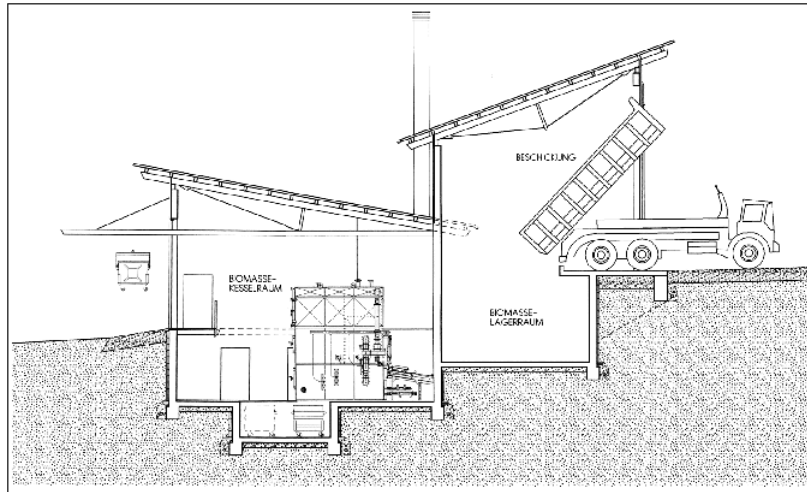 BESCHICKUNG
BIOMASSE-
KESSELRAUM
BIOMASSE-
LAGERRAUM